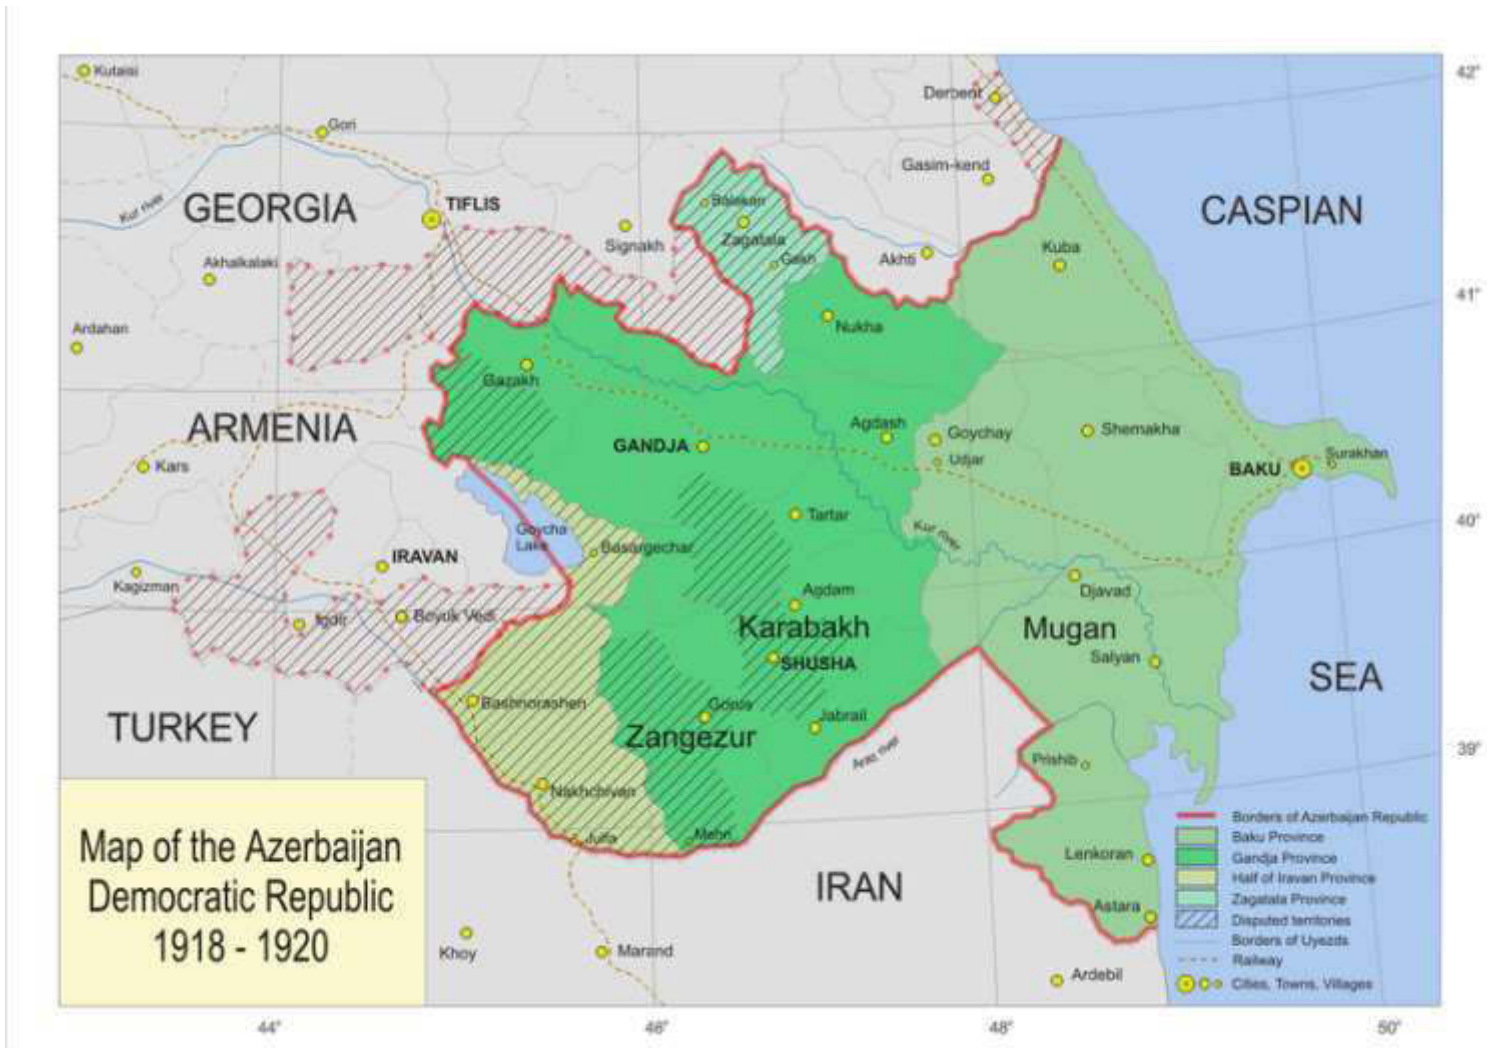 Kutaisi
42°
Derbent
Gori
Gasim-kend
Kur river
GEORGIA
TIFLIS
Balakan
CASPIAN
Signakh
Zagatala
Kuba
Akhalkalaki
Gakh
Akhti
41°
Ardahan
Nukha
Gazakh
ARMENIA
Agdash
GANDJA
Goychay
Shemakha
Kars
Udjar
BAKU
Surakhan
Tartar
40°
Goycha
Lake
Kur river
IRAVAN
Basargechar
Kagizman
Agdam
Djavad
Igdir
Boyuk Vedi
Karabakh
Mugan
SHUSHA
Salyan
SEA
Bashnorashen
Gopis
Jabrail
TURKEY
Zangezur
39°
Aras river
Prishib
Nakhchivan
Map of the Azerbaijan
Democratic Republic
1918 - 1920
Julfa
Mehri
Lenkoran
IRAN
Astara
Khoy
Marand
Ardebil
Borders of Azerbaijan Republic
Baku Province
Gandja Province
Half of Iravan Province
Zagatala Province
Disputed territories
Borders of Uyezds
Railway
Cities, Towns, Villages
44°
46°
48°
50°